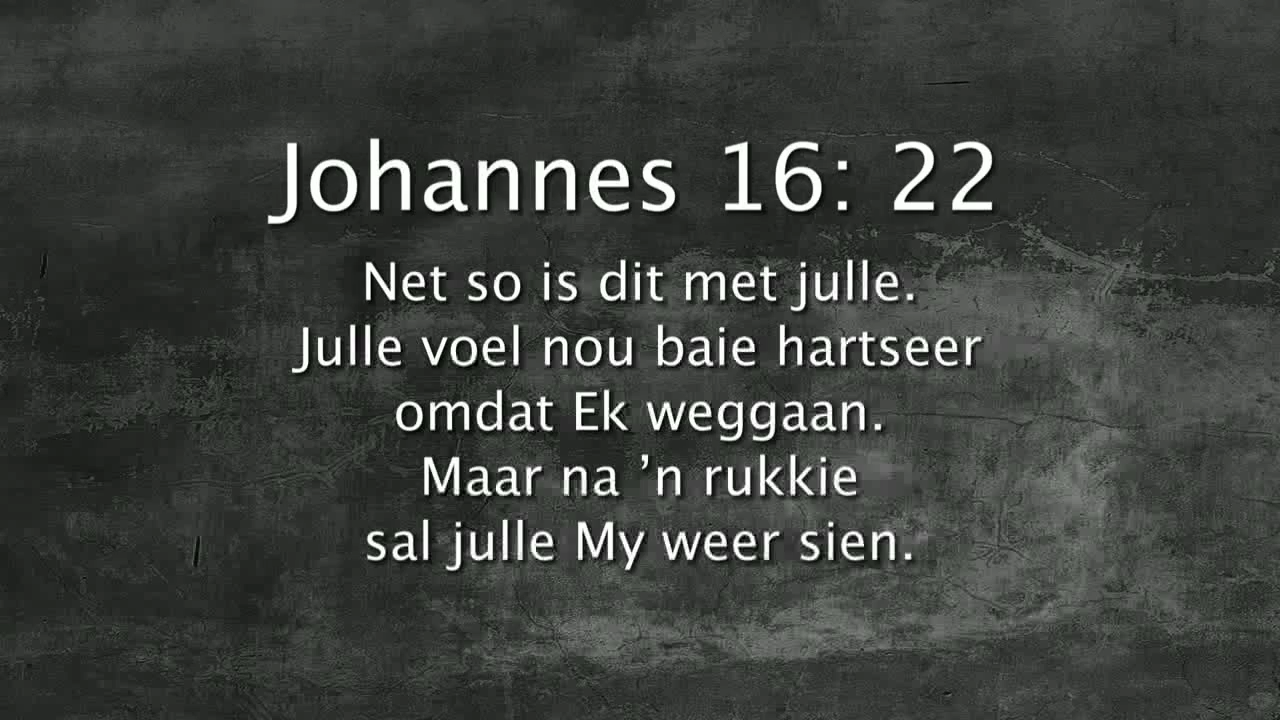 Johannes 16: 22
Net so is dit met julle.
Julle voel nou baie hartseer
omdat Ek weggaan.
Maar na ’n rukkie
sal julle My weer sien.